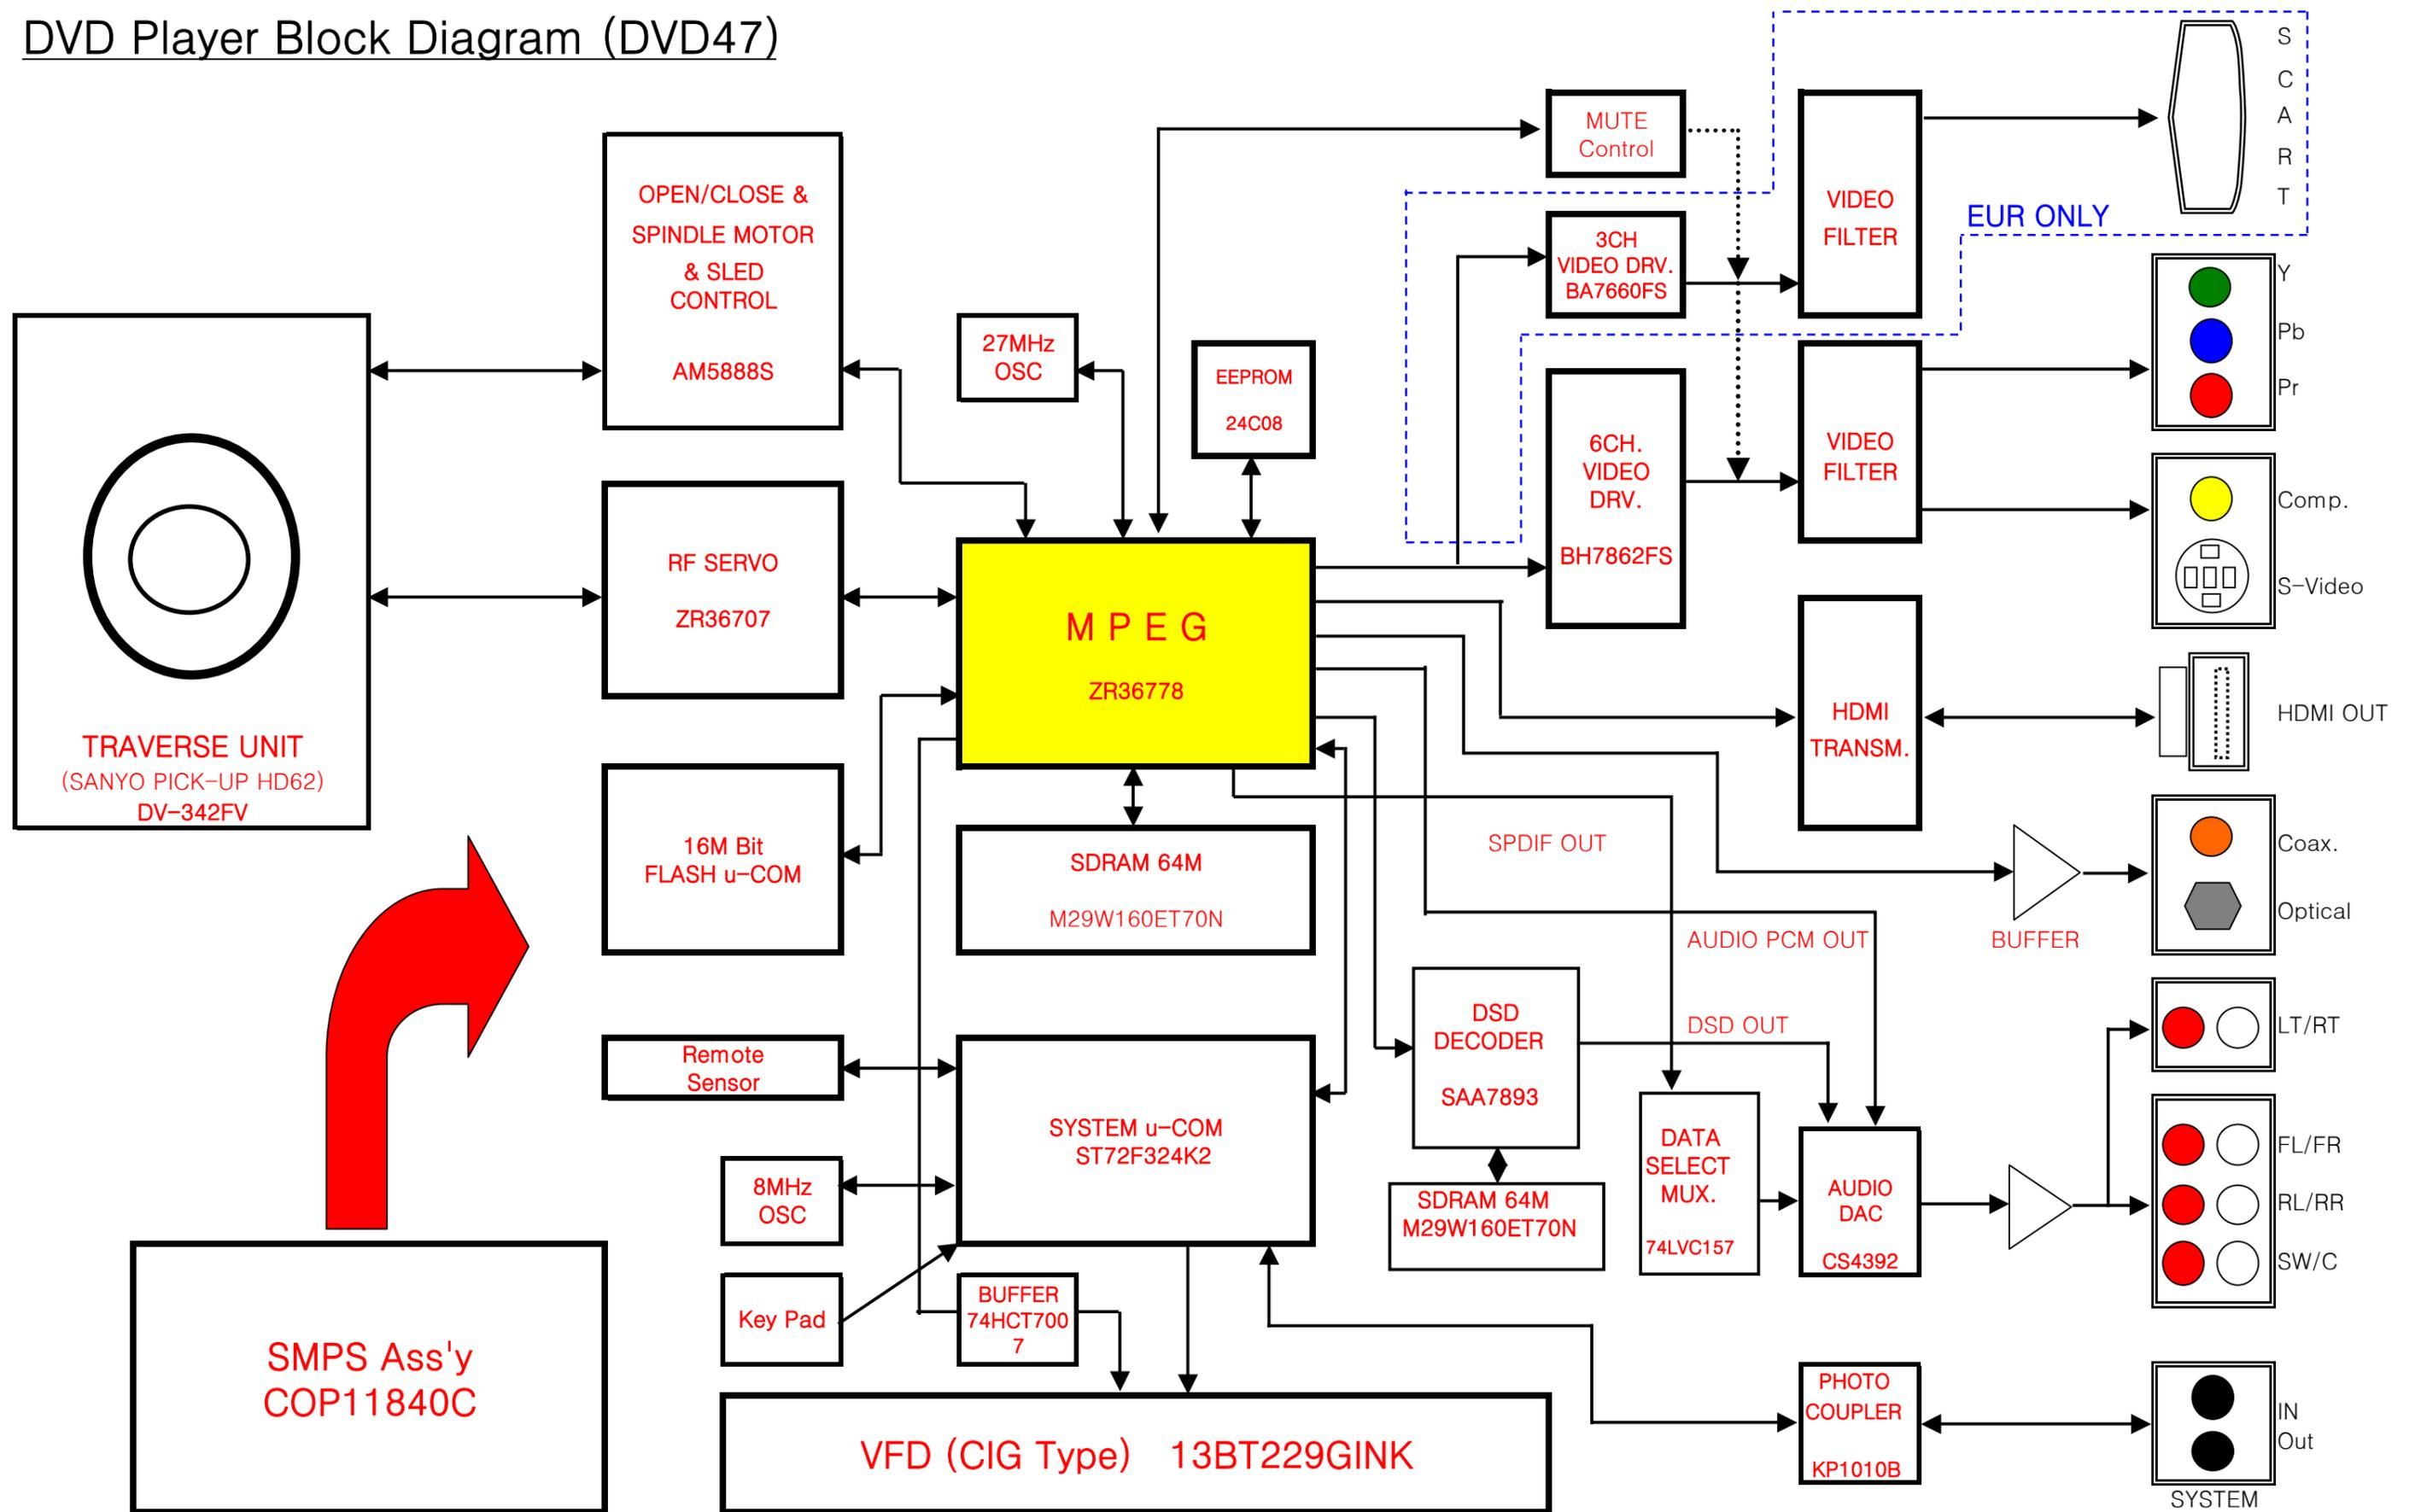 DVD Player Block Diagram (DVD47)
S
C
A
R
T
MUTE
Control
OPEN/CLOSE &
SPINDLE MOTOR
& SLED
CONTROL
AM5888S
VIDEO
FILTER
EUR ONLY
3CH
VIDEO DRV.
BA7660FS
Y
Pb
Pr
27MHz
OSC
EEPROM
24C08
6CH.
VIDEO
DRV.
BH7862FS
VIDEO
FILTER
Comp.
S-Video
RF SERVO
ZR36707
M P E G
ZR36778
HDMI
TRANSM.
HDMI OUT
TRAVERSE UNIT
(SANYO PICK-UP HD62)
DV-342FV
16M Bit
FLASH u-COM
SDRAM 64M
M29W160ET70N
SPDIF OUT
Coax.
Optical
AUDIO PCM OUT
BUFFER
DSD
DECODER
SAA7893
DSD OUT
LT/RT
Remote
Sensor
SYSTEM u-COM
ST72F324K2
DATA
SELECT
MUX.
74LVC157
AUDIO
DAC
CS4392
FL/FR
RL/RR
SW/C
8MHz
OSC
SDRAM 64M
M29W160ET70N
Key Pad
BUFFER
74HCT700
7
SMPS Ass'y
COP11840C
VFD (CIG Type) 13BT229GINK
PHOTO
COUPLER
KP1010B
IN
Out
SYSTEM